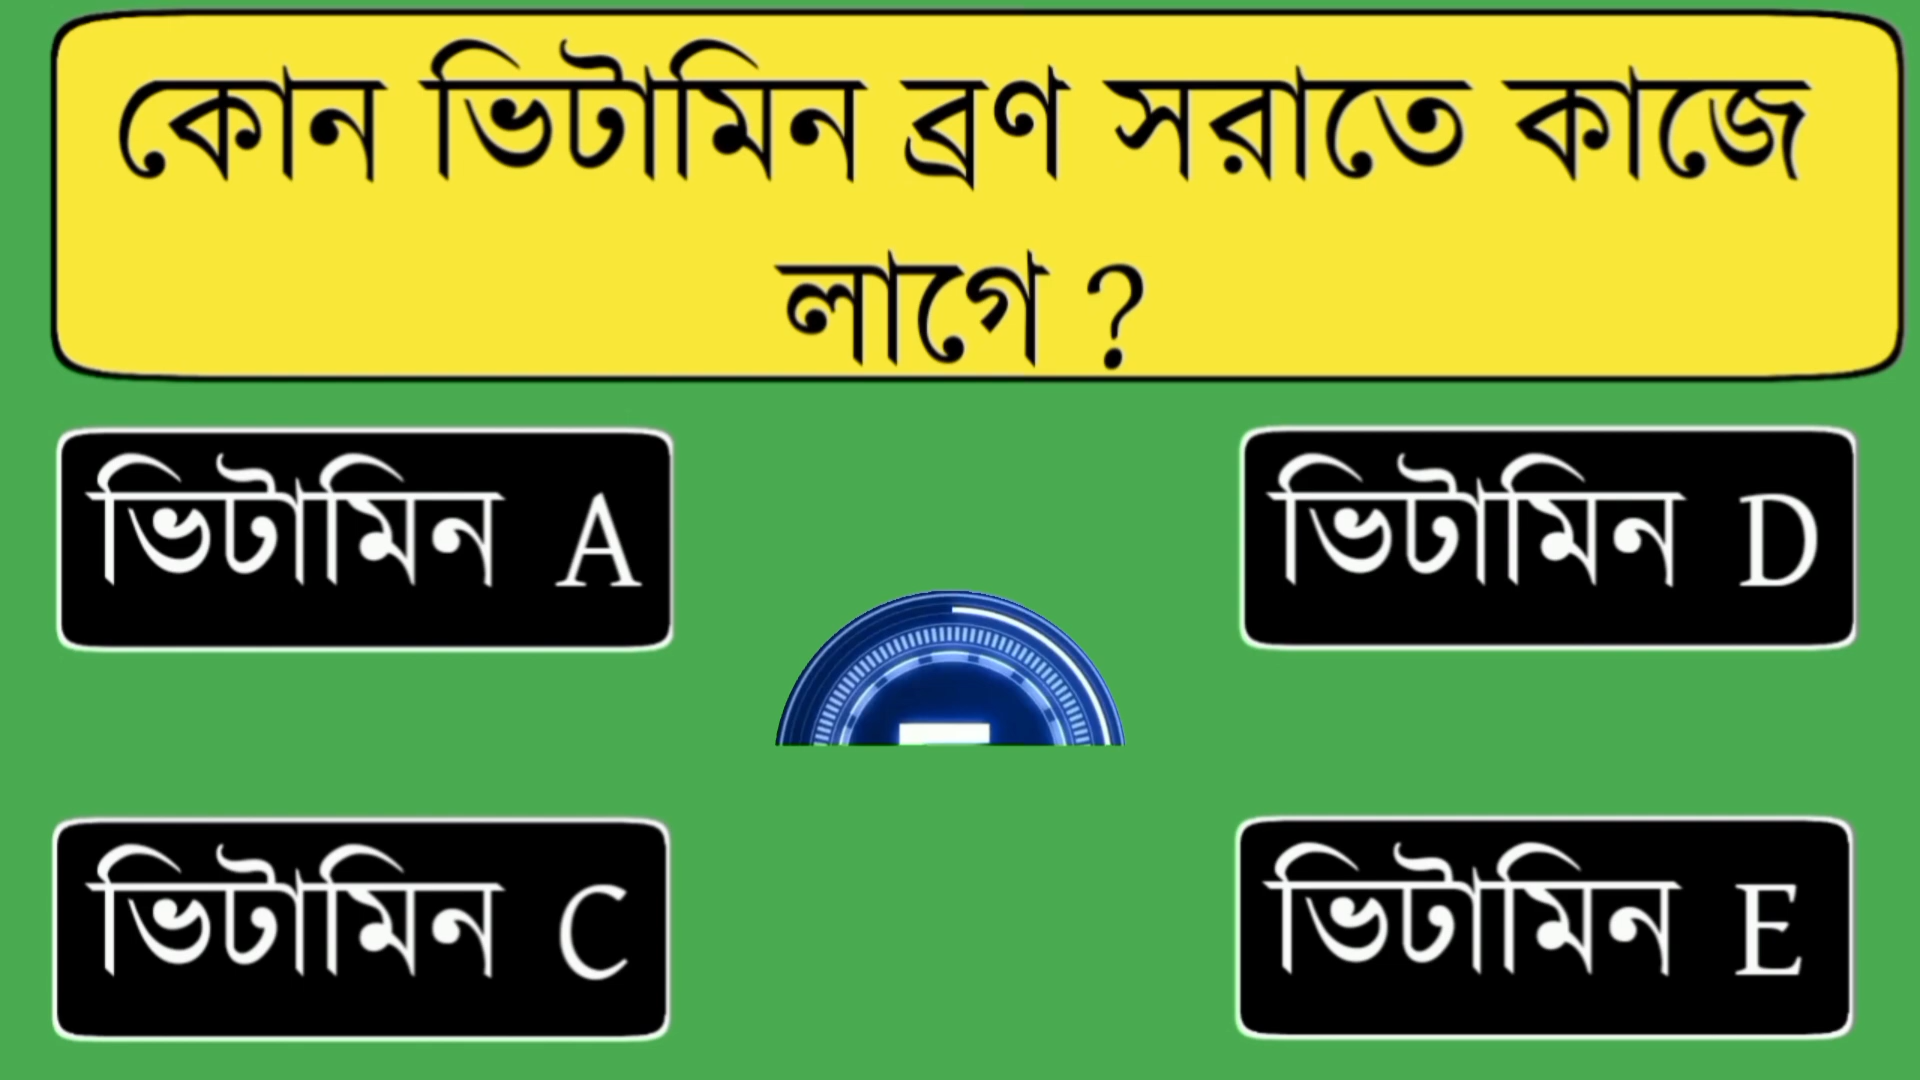 কোন ভিটামিন ব্রণ সরাতে কাজে
লাগে ?
ভিটামিন A
ভিটামিন D
ভিটামিন C
ভিটামিন E